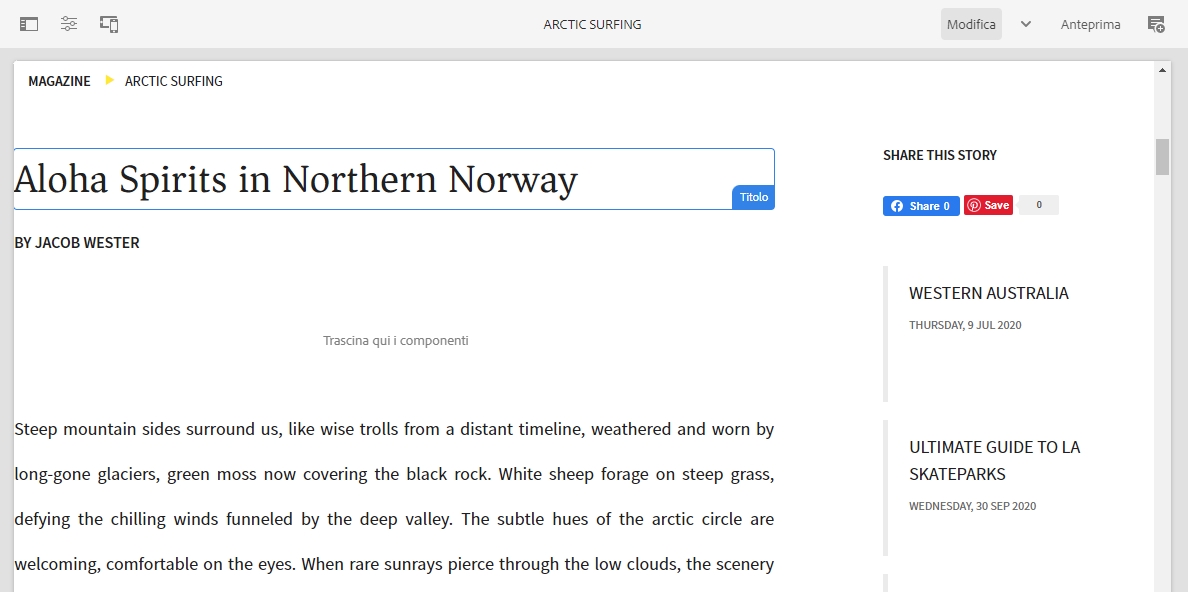 ARCTIC SURFING
Modifica
Anteprima
MAGAZINE ARCTIC SURFING
Aloha Spirits in Northern Norway
Titolo
BY JACOB WESTER
Trascina qui i componenti
Steep mountain sides surround us, like wise trolls from a distant timeline, weathered and worn by
long-gone glaciers, green moss now covering the black rock. White sheep forage on steep grass,
defying the chilling winds funneled by the deep valley. The subtle hues of the arctic circle are
welcoming, comfortable on the eyes. When rare sunrays pierce through the low clouds, the scenery
SHARE THIS STORY
Share 0
Save
0
WESTERN AUSTRALIA
THURSDAY, 9 JUL 2020
ULTIMATE GUIDE TO LA
SKATEPARKS
WEDNESDAY, 30 SEP 2020